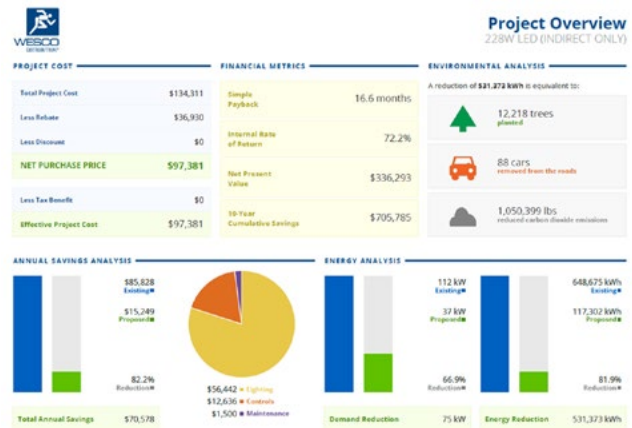 WESCO
DISTRIBUTION
Project Overview
228W LED (INDIRECT ONLY)
PROJECT COST
Total Project Cost $134,311
Less Rebate $36,930
Less Discount $0
NET PURCHASE PRICE $97,381
Less Tax Benefit $0
Effective Project Cost $97,381
FINANCIAL METRICS
Simple
Payback 16.6 months
Internal Rate
of Return 72.2%
Net Present
Value $336,293
10-Year
Cumulative Savings $705,785
ENVIRONMENTAL ANALYSIS
A reduction of 531,373 kWh is equivalent to:
12,218 trees
planted
88 cars
removed from the roads
1,050,399 lbs
reduced carbon dioxide emissions
ANNUAL SAVINGS ANALYSIS
$85,828
Existing
$15,249
Proposed
82.2%
Reduction
Total Annual Savings $70,578
$56,442 Lighting
$12,636 Controls
$1,500 Maintenance
ENERGY ANALYSIS
112 kW
Existing
37 kW
Proposed
66.9%
Reduction
Demand Reduction 75 kW
648,675 kWh
Existing
117,302 kWh
Proposed
81.9%
Reduction
Energy Reduction 531,373 kWh